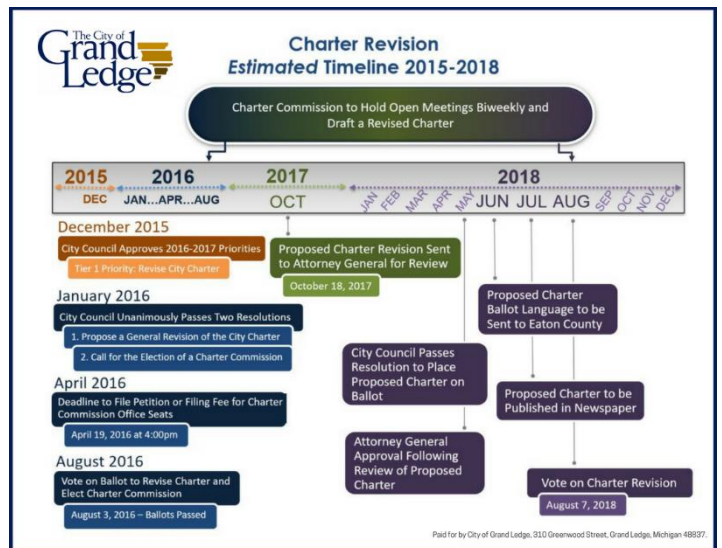 The City of
Grand
Ledge
Charter Revision
Estimated Timeline 2015-2018
Charter Commission to Hold Open Meetings Biweekly and
Draft a Revised Charter
2015
2016
2017
2018
DEC
JAN...APR...AUG
OCT
JAN
FEB
MAR
APR
MAY
JUN
JUL
AUG
SEP
OCT
NOV
DEC
December 2015
City Council Approves 2016-2017 Priorities
Tier 1 Priority: Revise City Charter
January 2016
City Council Unanimously Passes Two Resolutions
1. Propose a General Revision of the City Charter
2. Call for the Election of a Charter Commission
April 2016
Deadline to File Petition or Filing Fee for Charter
Commission Office Seats
April 19, 2016 at 4:00pm
August 2016
Vote on Ballot to Revise Charter and
Elect Charter Commission
August 3, 2016 – Ballots Passed
Proposed Charter Revision Sent
to Attorney General for Review
October 18, 2017
City Council Passes
Resolution to Place
Proposed Charter on
Ballot
Attorney General
Approval Following
Review of Proposed
Charter
Proposed Charter
Ballot Language to be
Sent to Eaton County
Proposed Charter to be
Published in Newspaper
Vote on Charter Revision
August 7, 2018
Paid for by City of Grand Ledge, 310 Greenwood Street, Grand Ledge, Michigan 48837.